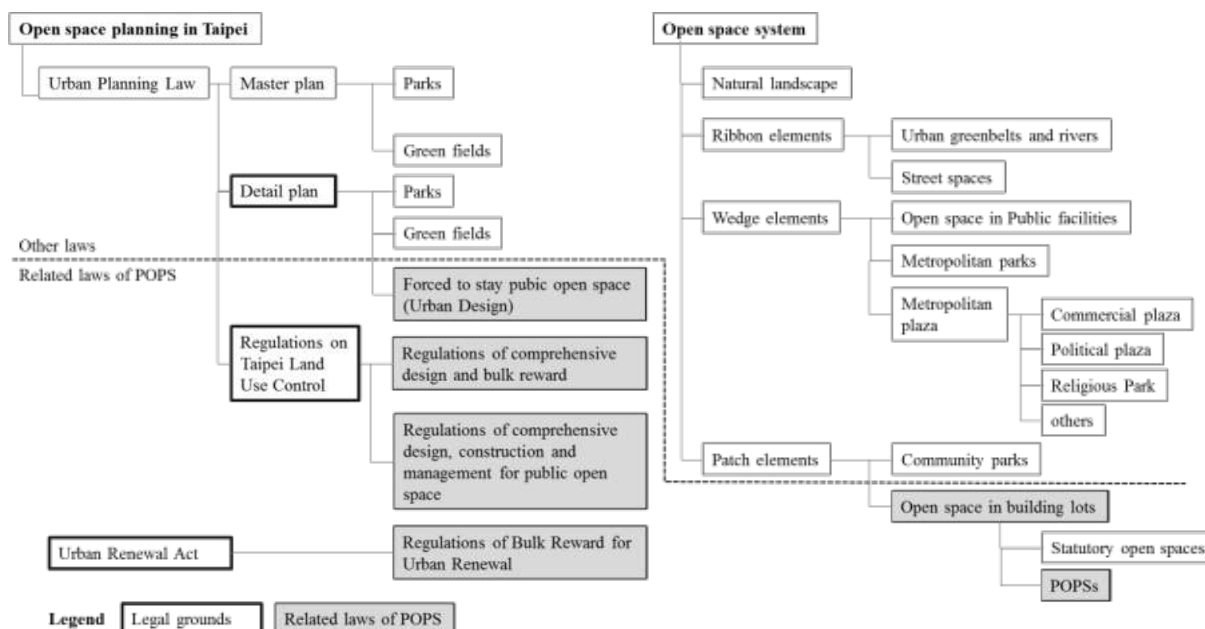 Open space planning in Taipei
Urban Planning Law
Master plan
Parks
Green fields
Detail plan
Parks
Green fields
Other laws
Related laws of POPS
Forced to stay pubic open space
(Urban Design)
Regulations on
Taipei Land
Use Control
Regulations of comprehensive
design and bulk reward
Regulations of comprehensive
design, construction and
management for public open
space
Urban Renewal Act
Regulations of Bulk Reward for
Urban Renewal
Legend
Legal grounds
Related laws of POPS
Open space system
Natural landscape
Ribbon elements
Urban greenbelts and rivers
Street spaces
Wedge elements
Open space in Public facilities
Metropolitan parks
Metropolitan
plaza
Commercial plaza
Political plaza
Religious Park
others
Patch elements
Community parks
Open space in building lots
Statutory open spaces
POPSs